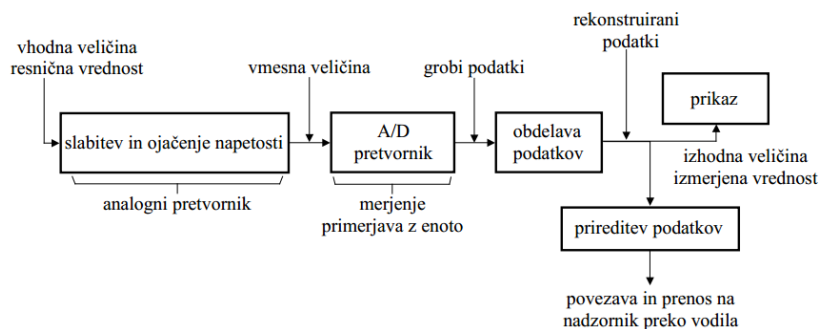 vhodna veličina
resnična vrednost
vmesna veličina
grobi podatki
rekonstruirani
podatki
slabitev in ojačenje napetosti
A/D
pretvornik
obdelava
podatkov
prikaz
izhodna veličina
izmerjena vrednost
analogni pretvornik
merjenje
primerjava z enoto
prireditev podatkov
povezava in prenos na
nadzornik preko vodila